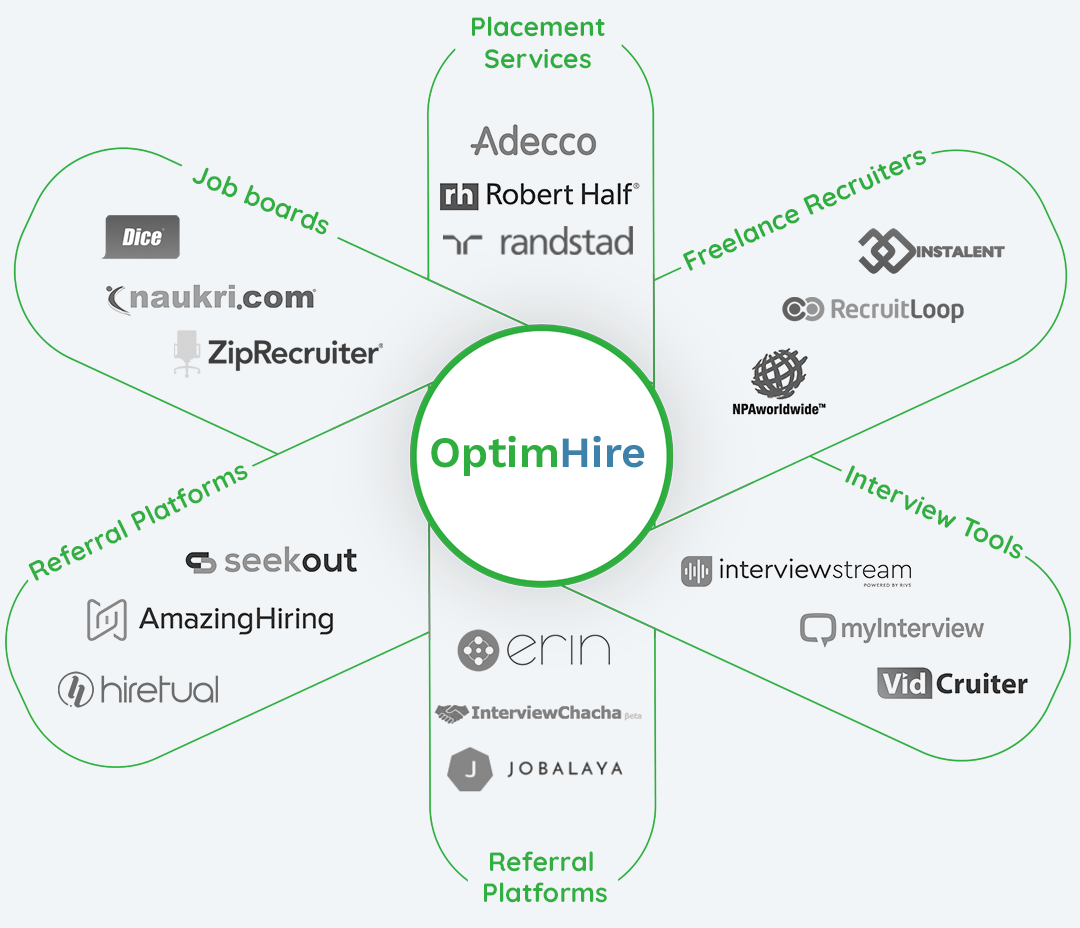 Placement
Services
Adecco
rh Robert Half®
randstad
Job boards
Dice
naukri.com
ZipRecruiter®
Freelance Recruiters
INSTALENT
RecruitLoop
NPAworldwide™
OptimHire
Referral Platforms
seekout
AmazingHiring
hiretual
Interview Tools
interviewstream
POWERED BY RIVS
myInterview
VidCruiter
erin
InterviewChacha Beta
J JOBALAYA
Referral
Platforms